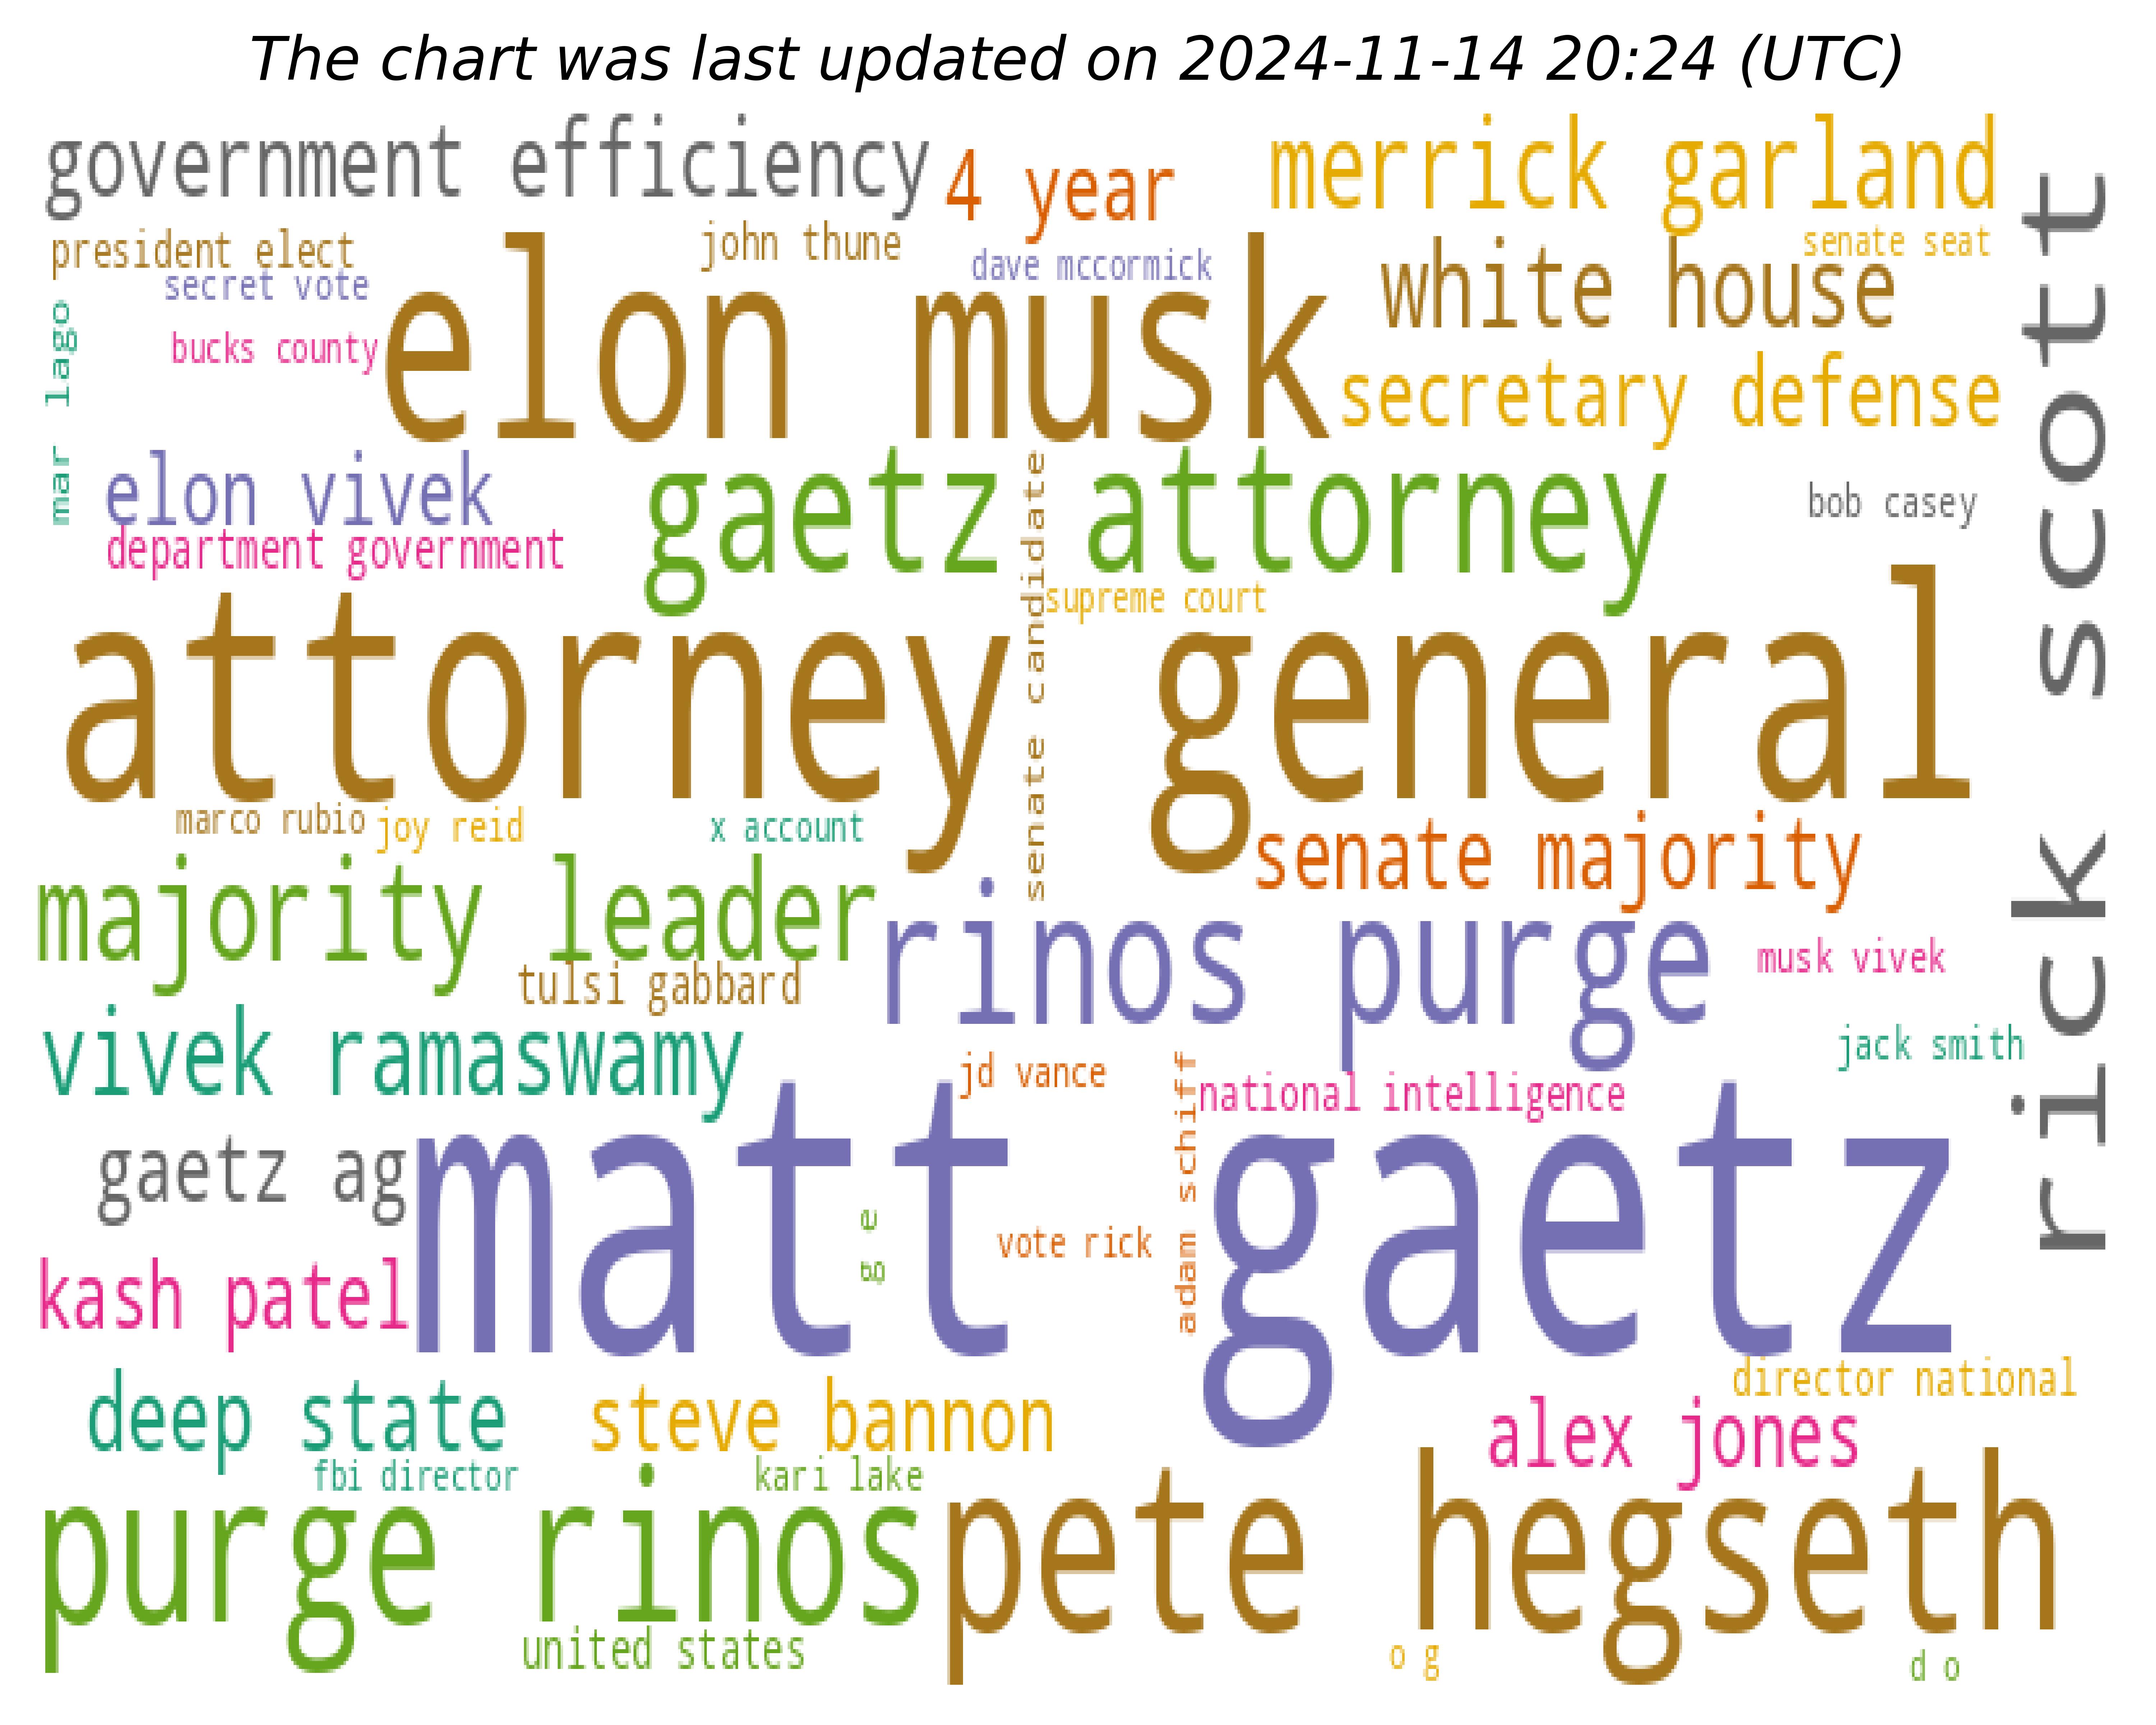 The chart was last updated on 2024-11-14 20:24 (UTC)
government efficiency
4 year
merrick garland
president elect
john thune
senate seat
secret vote
dave mccormick
white house
mar lago
bucks county
elon musk
secretary defense
rick scott
elon vivek
gaetz attorney
bob casey
department government
senate candidate
supreme court
attorney general
marco rubio
joy reid
x account
senate majority
majority leader
rinos purge
musk vivek
tulsi gabbard
vivek ramaswamy
jd vance
adam schiff
national intelligence
jack smith
gaetz ag
matt gaetz
g e
vote rick
kash patel
director national
deep state
steve bannon
alex jones
fbi director
kari lake
purge rinos
pete hegseth
united states
o g
d o